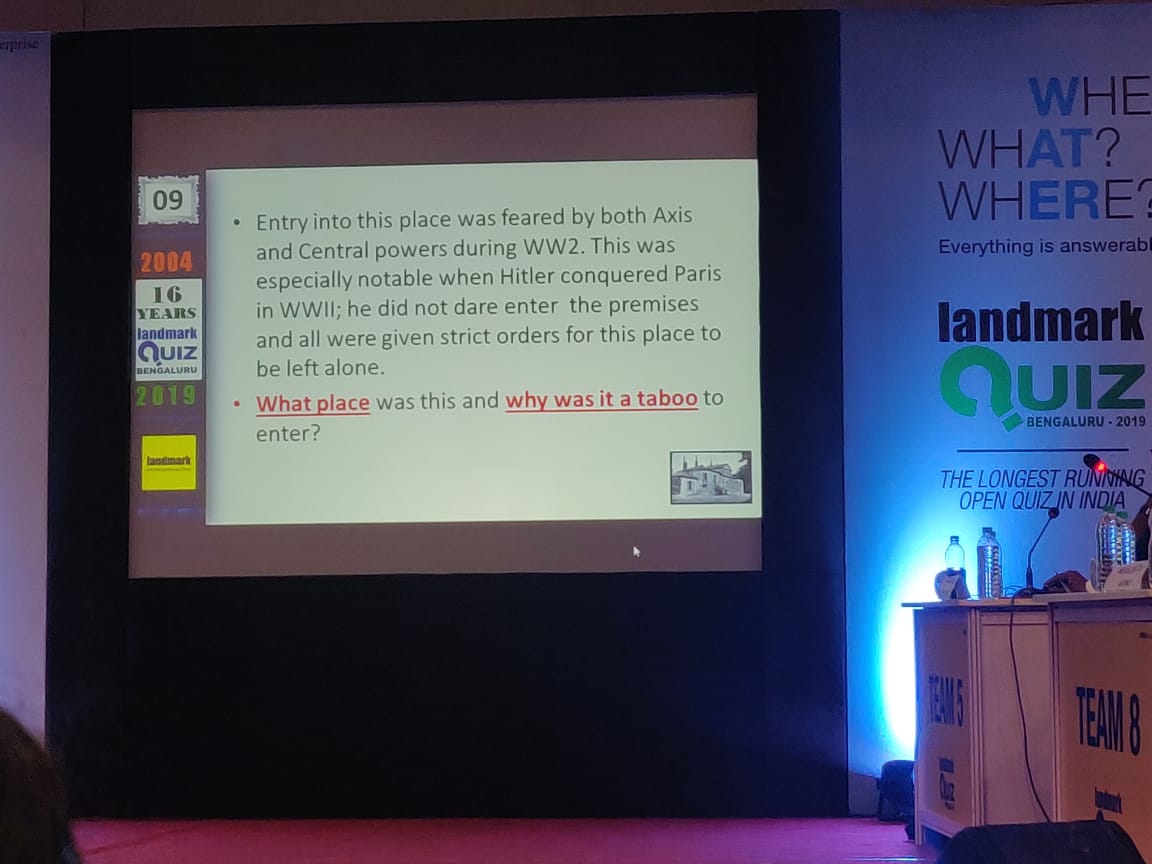 erprise
09
2004
16
YEARS
landmark
QUIZ
BENGALURU
2019
landmark
• Entry into this place was feared by both Axis
and Central powers during WW2. This was
especially notable when Hitler conquered Paris
in WWII; he did not dare enter the premises
and all were given strict orders for this place to
be left alone.
• What place was this and why was it a taboo to
enter?
WHE
WHAT?
WHERE?
Everything is answerabl
landmark
QUIZ
BENGALURU - 2019
THE LONGEST RUNNING
OPEN QUIZ IN INDIA
TEAM 5
landmark
QUIZ
TEAM 8
landmark